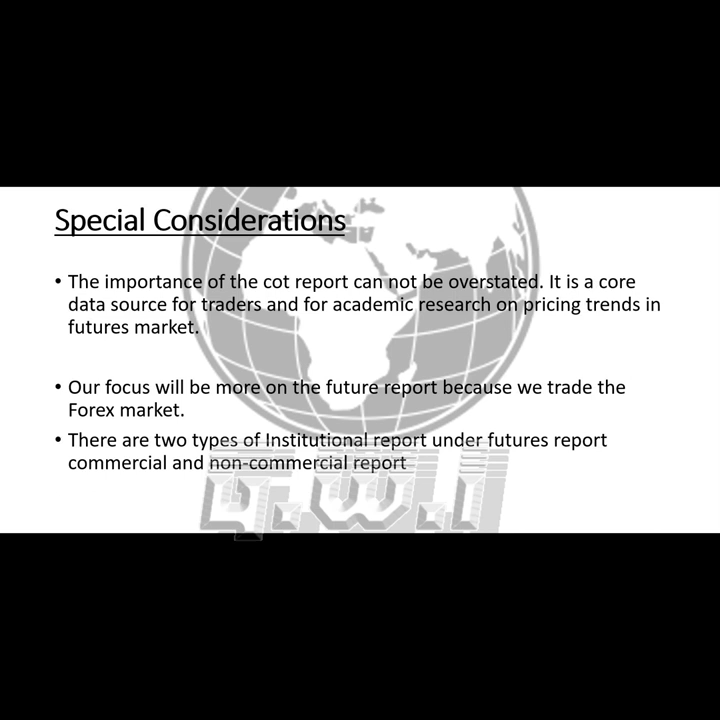 Special Considerations
• The importance of the cot report can not be overstated. It is a core
data source for traders and for academic research on pricing trends in
futures market.
• Our focus will be more on the future report because we trade the
Forex market.
• There are two types of Institutional report under futures report
commercial and non-commercial report